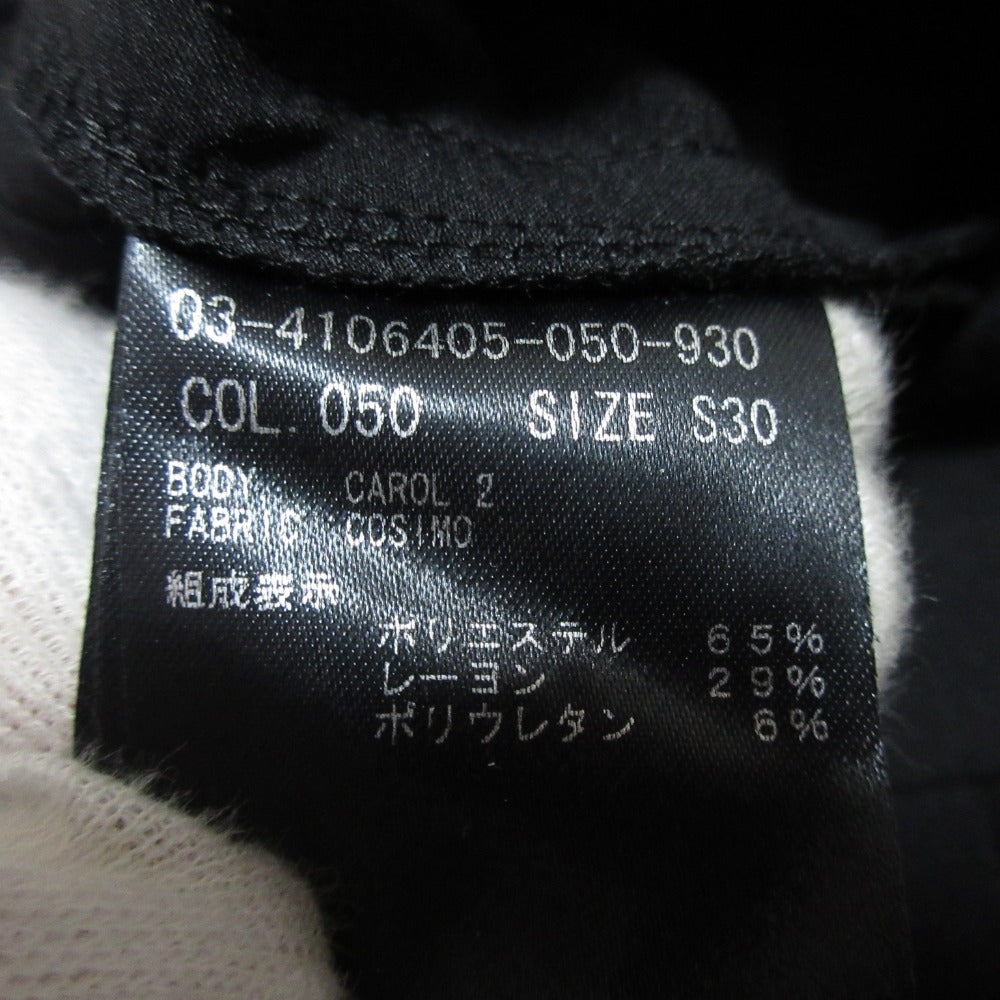 03-4106405-050-930
COL. 050 SIZE S30
BODY CAROL 2
FABRIC COSIMO
組成表示
ポリエステル 65%
レーヨン 29%
ポリウレタン 6%